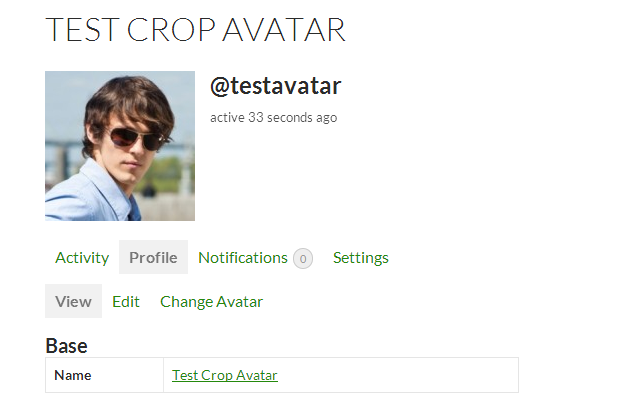 TEST CROP AVATAR
@testavatar
active 33 seconds ago
Activity Profile Notifications 0 Settings
View Edit Change Avatar
Base
Name Test Crop Avatar